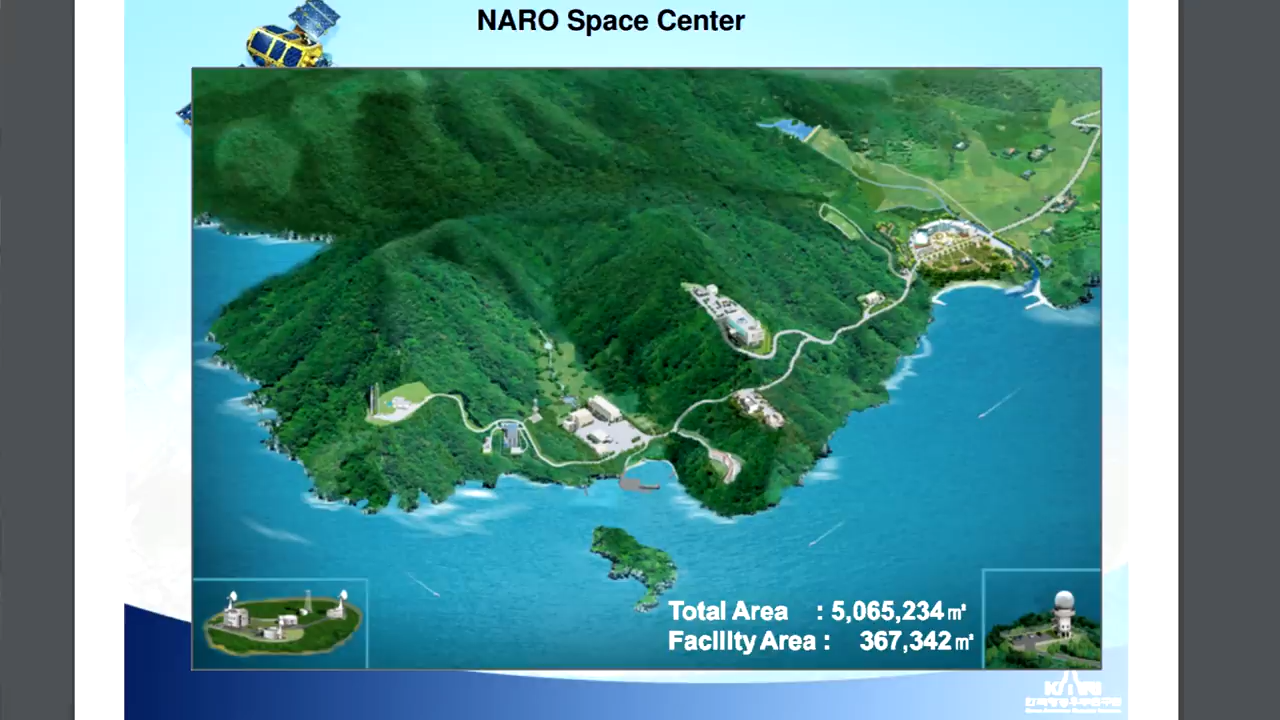 NARO Space Center
Total Area : 5,065,234㎡
Facility Area : 367,342㎡
KARI